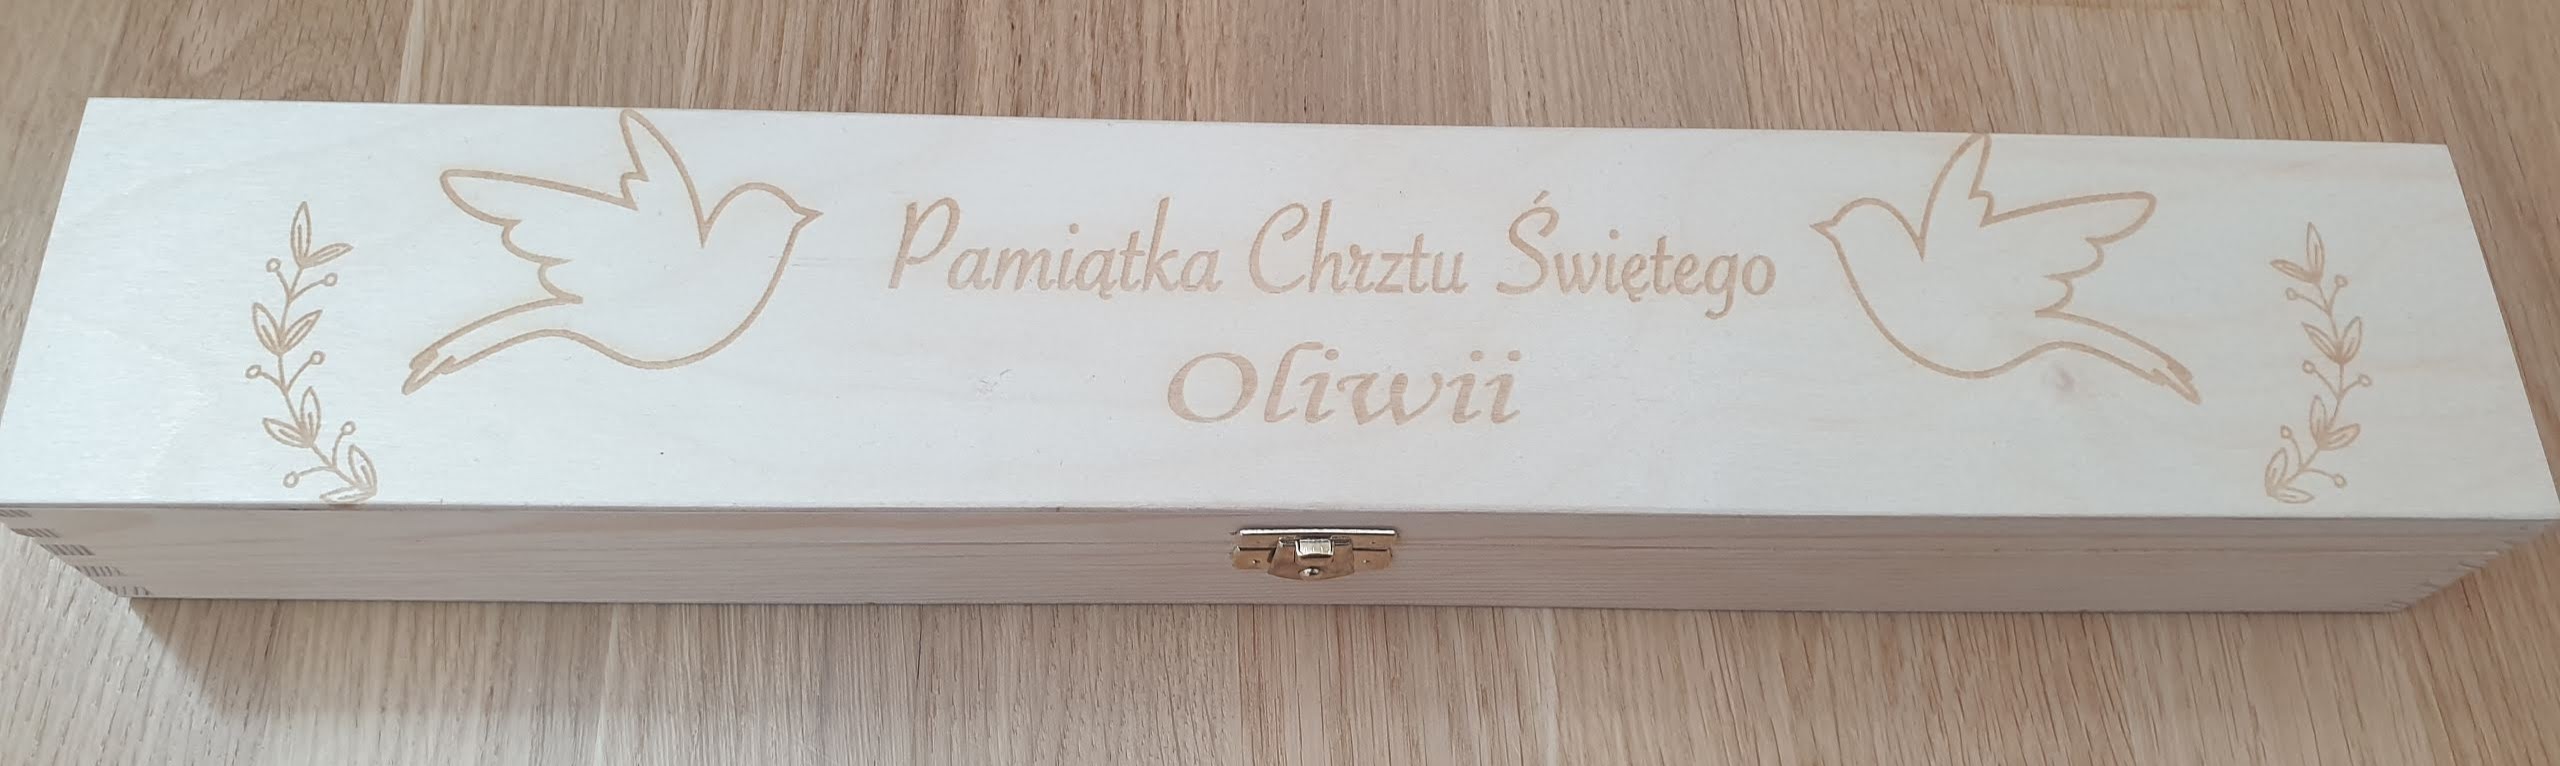 Pamiątka Chrztu Świętego
Oliwii